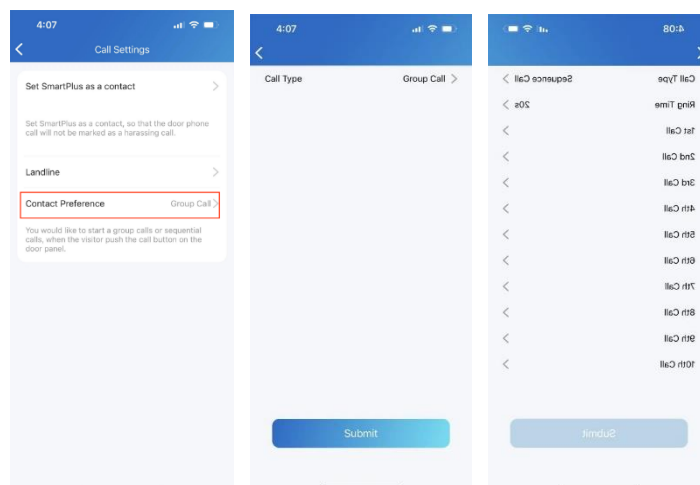 4:07
Call Settings
Set SmartPlus as a contact
Set SmartPlus as a contact, so that the door phone
call will not be marked as a harassing call.
Landline
Contact Preference Group Call
You would like to start a group calls or sequential
calls, when the visitor push the call button on the
door panel.
4:07
Call Type Group Call
Submit
4:08
Call Type Sequence Call
Ring Time 20s
1st Call
2nd Call
3rd Call
4th Call
5th Call
6th Call
7th Call
8th Call
9th Call
10th Call
Submit